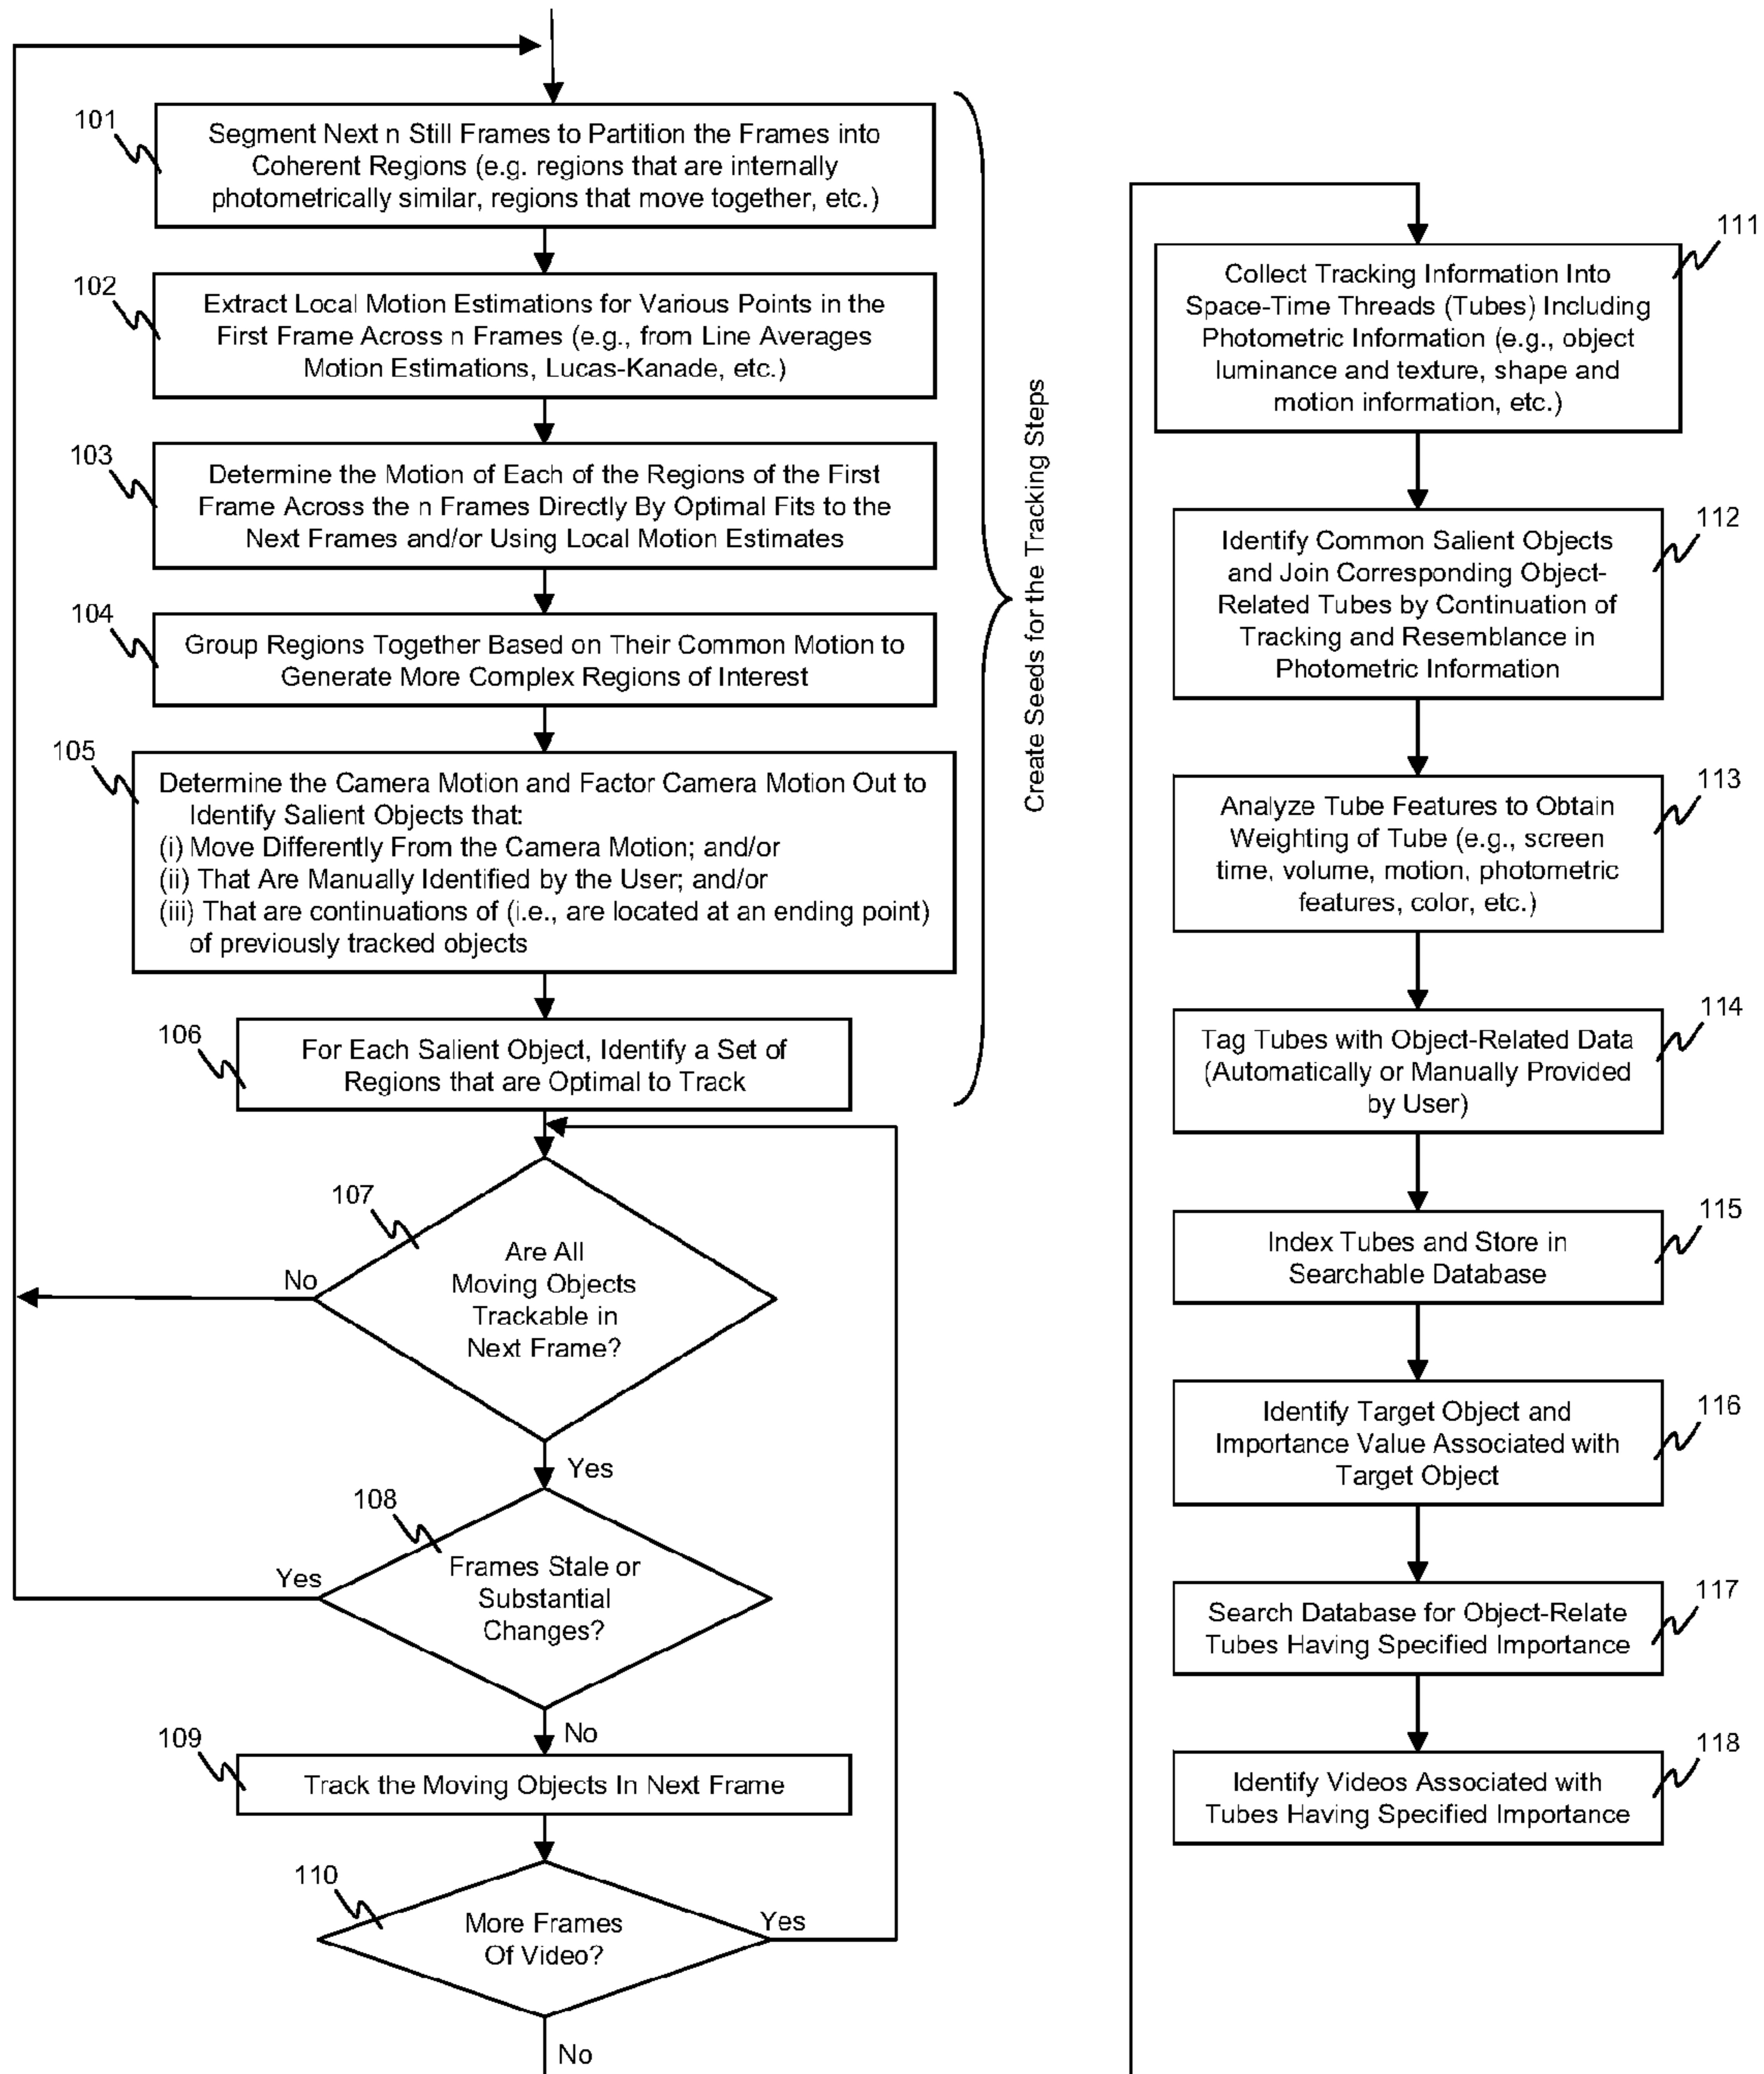 101
Segment Next n Still Frames to Partition the Frames into
Coherent Regions (e.g. regions that are internally
photometrically similar, regions that move together, etc.)
102
Extract Local Motion Estimations for Various Points in the
First Frame Across n Frames (e.g., from Line Averages
Motion Estimations, Lucas-Kanade, etc.)
103
Determine the Motion of Each of the Regions of the First
Frame Across the n Frames Directly By Optimal Fits to the
Next Frames and/or Using Local Motion Estimates
104
Group Regions Together Based on Their Common Motion to
Generate More Complex Regions of Interest
105
Determine the Camera Motion and Factor Camera Motion Out to
Identify Salient Objects that:
(i) Move Differently From the Camera Motion; and/or
(ii) That Are Manually Identified by the User; and/or
(iii) That are continuations of (i.e., are located at an ending point)
of previously tracked objects
106
For Each Salient Object, Identify a Set of
Regions that are Optimal to Track
Create Seeds for the Tracking Steps
107
Are All
Moving Objects
Trackable in
Next Frame?
No
Yes
108
Frames Stale or
Substantial
Changes?
Yes
No
109
Track the Moving Objects In Next Frame
110
More Frames
Of Video?
Yes
No
111
Collect Tracking Information Into
Space-Time Threads (Tubes) Including
Photometric Information (e.g., object
luminance and texture, shape and
motion information, etc.)
112
Identify Common Salient Objects
and Join Corresponding Object-
Related Tubes by Continuation of
Tracking and Resemblance in
Photometric Information
113
Analyze Tube Features to Obtain
Weighting of Tube (e.g., screen
time, volume, motion, photometric
features, color, etc.)
114
Tag Tubes with Object-Related Data
(Automatically or Manually Provided
by User)
115
Index Tubes and Store in
Searchable Database
116
Identify Target Object and
Importance Value Associated with
Target Object
117
Search Database for Object-Relate
Tubes Having Specified Importance
118
Identify Videos Associated with
Tubes Having Specified Importance